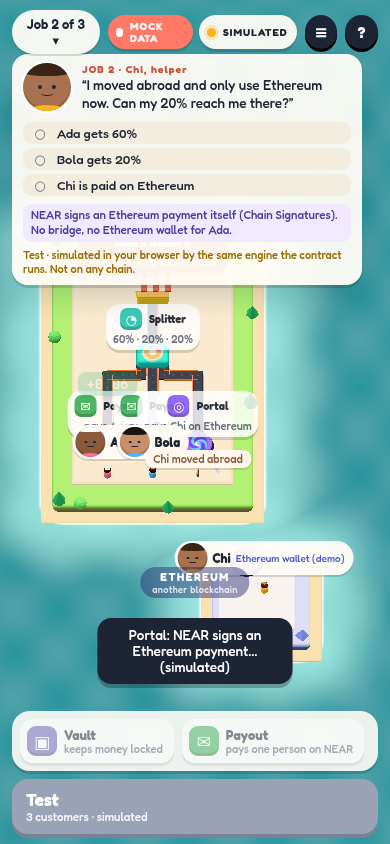 Job 2 of 3
▼
MOCK DATA
SIMULATED
?
JOB 2 · Chi, helper
“I moved abroad and only use Ethereum
now. Can my 20% reach me there?”
Ada gets 60%
Bola gets 20%
Chi is paid on Ethereum
NEAR signs an Ethereum payment itself (Chain Signatures).
No bridge, no Ethereum wallet for Ada.
Test · simulated in your browser by the same engine the contract
runs. Not on any chain.
Splitter
60% · 20% · 20%
Portal
Chi on Ethereum
Bola
Chi moved abroad
Chi Ethereum wallet (demo)
ETHEREUM
another blockchain
Portal: NEAR signs an
Ethereum payment...
(simulated)
Vault
keeps money locked
Payout
pays one person on NEAR
Test
3 customers · simulated